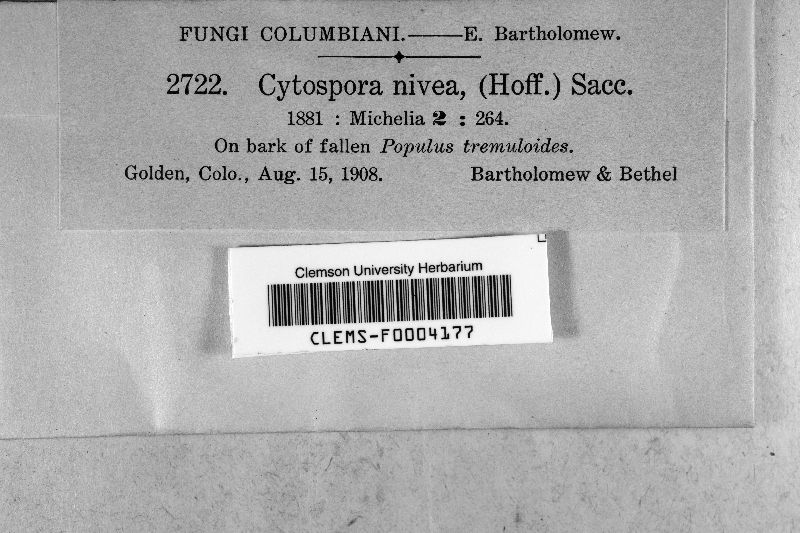 FUNGI COLUMBIANI.——E. Bartholomew.
2722. Cytospora nivea, (Hoff.) Sacc.
1881 : Michelia 2 : 264.
On bark of fallen Populus tremuloides.
Golden, Colo., Aug. 15, 1908. Bartholomew & Bethel
Clemson University Herbarium
CLEMS-F0004177